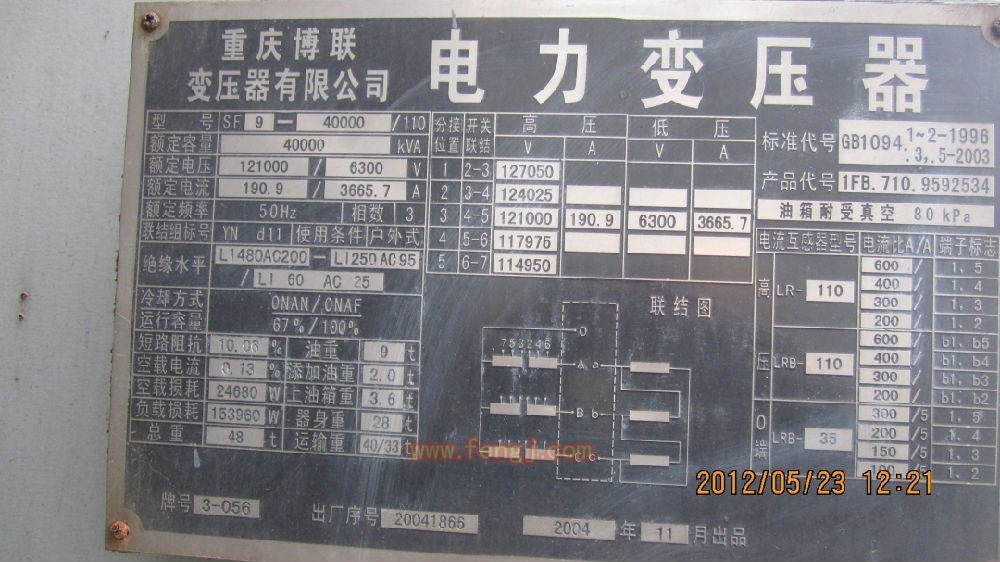 重庆博联
变压器有限公司
电力变压器
型号 SF 9 — 40000 /110
额定容量 40000 KVA
额定电压 121000 / 6300 V
额定电流 190.9 / 3665.7 A
额定频率 50Hz 相数 3
联结组标号 YN d11 使用条件 户外式
绝缘水平 LI480AC200—LI250AC95
/ LI 60 AC 25
冷却方式 ONAN/ONAF
运行容量 67%/100%
短路阻抗 % 油重 9 t
空载电流 0.13 % 添加油重 2.0 t
空载损耗 24680 W 上油箱重 3.6 t
负载损耗 153960 W 器身重 28 t
总重 48 t 运输重 40/33 t
分接位置 开关联结 高压 低压
V A V A
1 2-3 127050
2 3-4 124025
3 4-5 121000 190.9 6300 3665.7
4 5-6 117975
5 6-7 114950
标准代号 GB1094.1~2-1996
.3,.5-2003
产品代号 1FB.710.9592534
油箱耐受真空 80 kPa
电流互感器型号 电流比A/A 端子标志
高压 LR- 110
600 / 1. 5
400 / 1. 4
300 / 1. 3
200 / 1. 2
LRB- 110
600 / b1. b5
400 / b1. b4
300 / b1. b3
200 / b1. b2
0端 LRB- 35
300 /5 1. 5
200 /5 1. 4
150 /5 1. 3
100 /5 1. 2
联结图
O
753246
A a
B b
C c
www.fengjj.com
2012/05/23 12:21
牌号 3-056 出厂序号 20041866 2004 年 11 月出品